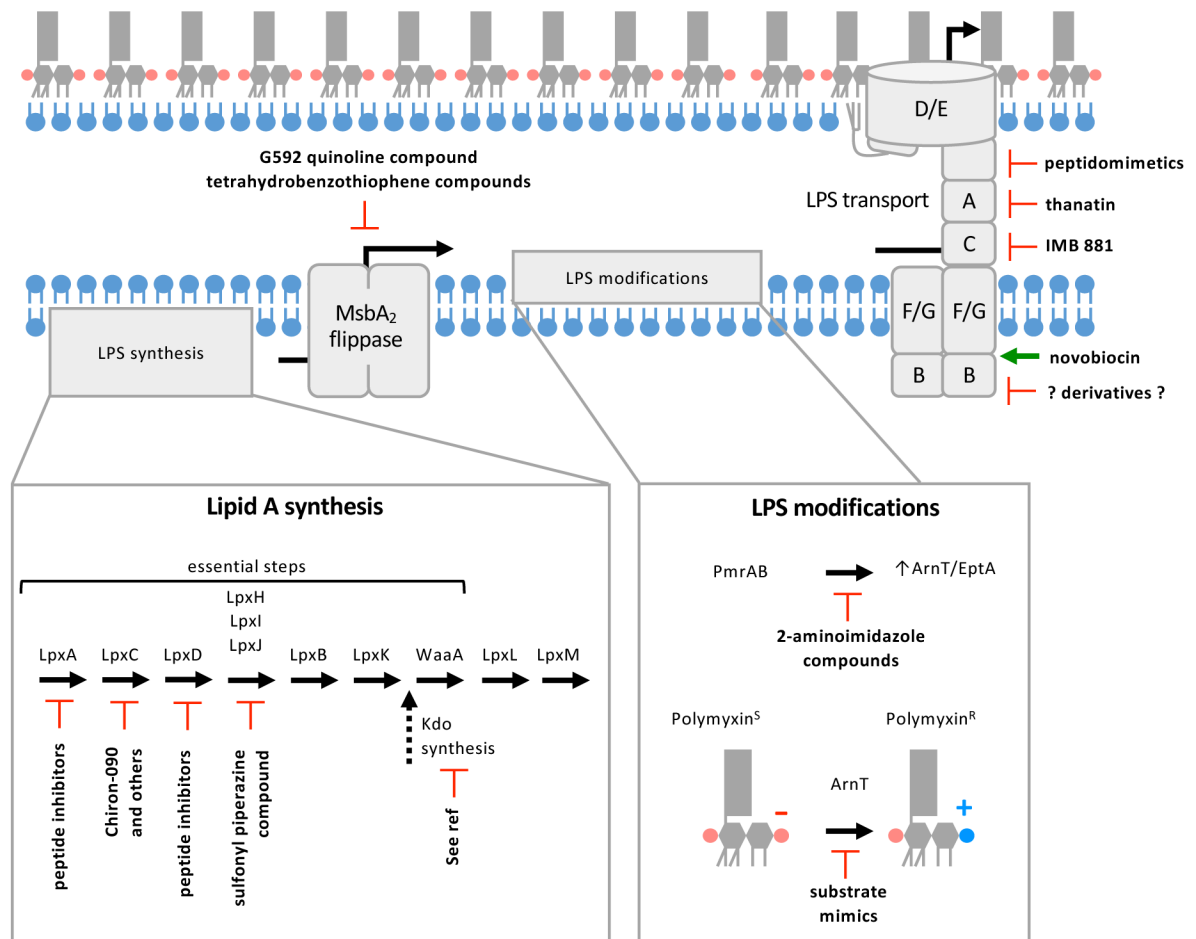 D/E
G592 quinoline compound
tetrahydrobenzothiophene compounds
peptidomimetics
LPS transport
A
thanatin
C
IMB 881
LPS modifications
MsbA₂
flippase
F/G
F/G
LPS synthesis
novobiocin
B
B
? derivatives ?
Lipid A synthesis
essential steps
LpxH
LpxI
LpxJ
LpxA
LpxC
LpxD
LpxB
LpxK
WaaA
LpxL
LpxM
Kdo
synthesis
peptide inhibitors
Chiron-090
and others
peptide inhibitors
sulfonyl piperazine
compound
See ref
LPS modifications
PmrAB
↑ArnT/EptA
2-aminoimidazole
compounds
Polymyxinˢ
Polymyxinᴿ
ArnT
-
+
substrate
mimics